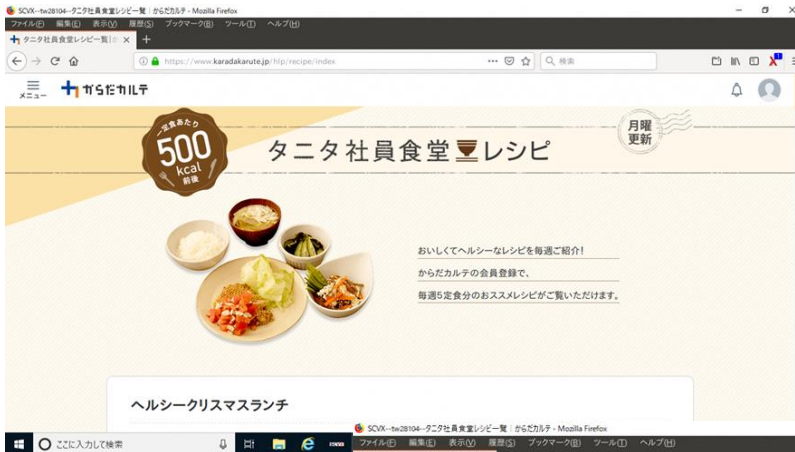 SCVX--tw28104--タニタ社員食堂レシピ一覧｜からだカルテ - Mozilla Firefox
ファイル(F) 編集(E) 表示(V) 履歴(S) ブックマーク(B) ツール(T) ヘルプ(H)
タニタ社員食堂レシピ一覧|か × +
https://www.karadakarute.jp/hlp/recipe/index
検索
メニュー
からだカルテ
一定食あたり
500
kcal
前後
タニタ社員食堂レシピ
月曜
更新
おいしくてヘルシーなレシピを毎週ご紹介！
からだカルテの会員登録で、
毎週5定食分のおススメレシピがご覧いただけます。
ヘルシークリスマスランチ
SCVX--tw28104--タニタ社員食堂レシピ一覧｜からだカルテ - Mozilla Firefox
ここに入力して検索
ファイル(F) 編集(E) 表示(V) 履歴(S) ブックマーク(B) ツール(T) ヘルプ(H)